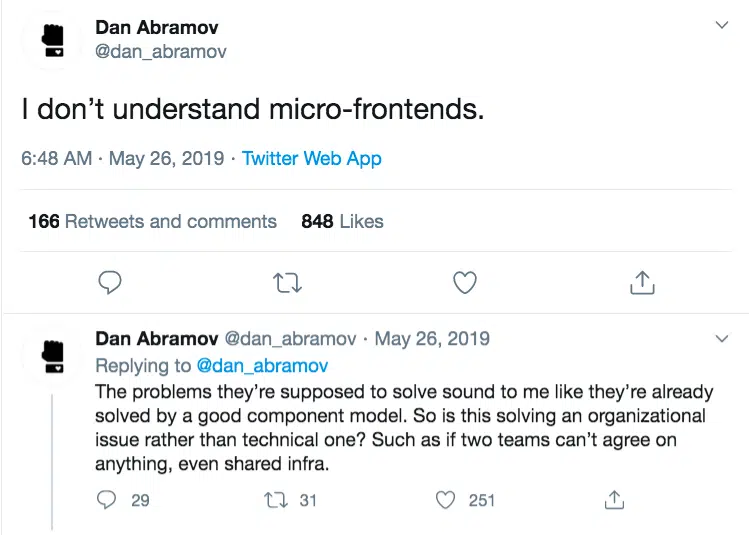 Dan Abramov
@dan_abramov
I don’t understand micro-frontends.
6:48 AM · May 26, 2019 · Twitter Web App
166 Retweets and comments 848 Likes
Dan Abramov @dan_abramov · May 26, 2019
Replying to @dan_abramov
The problems they’re supposed to solve sound to me like they’re already
solved by a good component model. So is this solving an organizational
issue rather than technical one? Such as if two teams can’t agree on
anything, even shared infra.
29 31 251